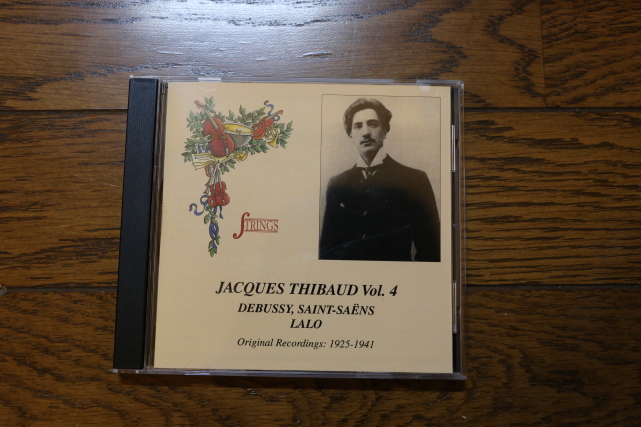 STRINGS
JACQUES THIBAUD Vol. 4
DEBUSSY, SAINT-SAËNS
LALO
Original Recordings: 1925-1941